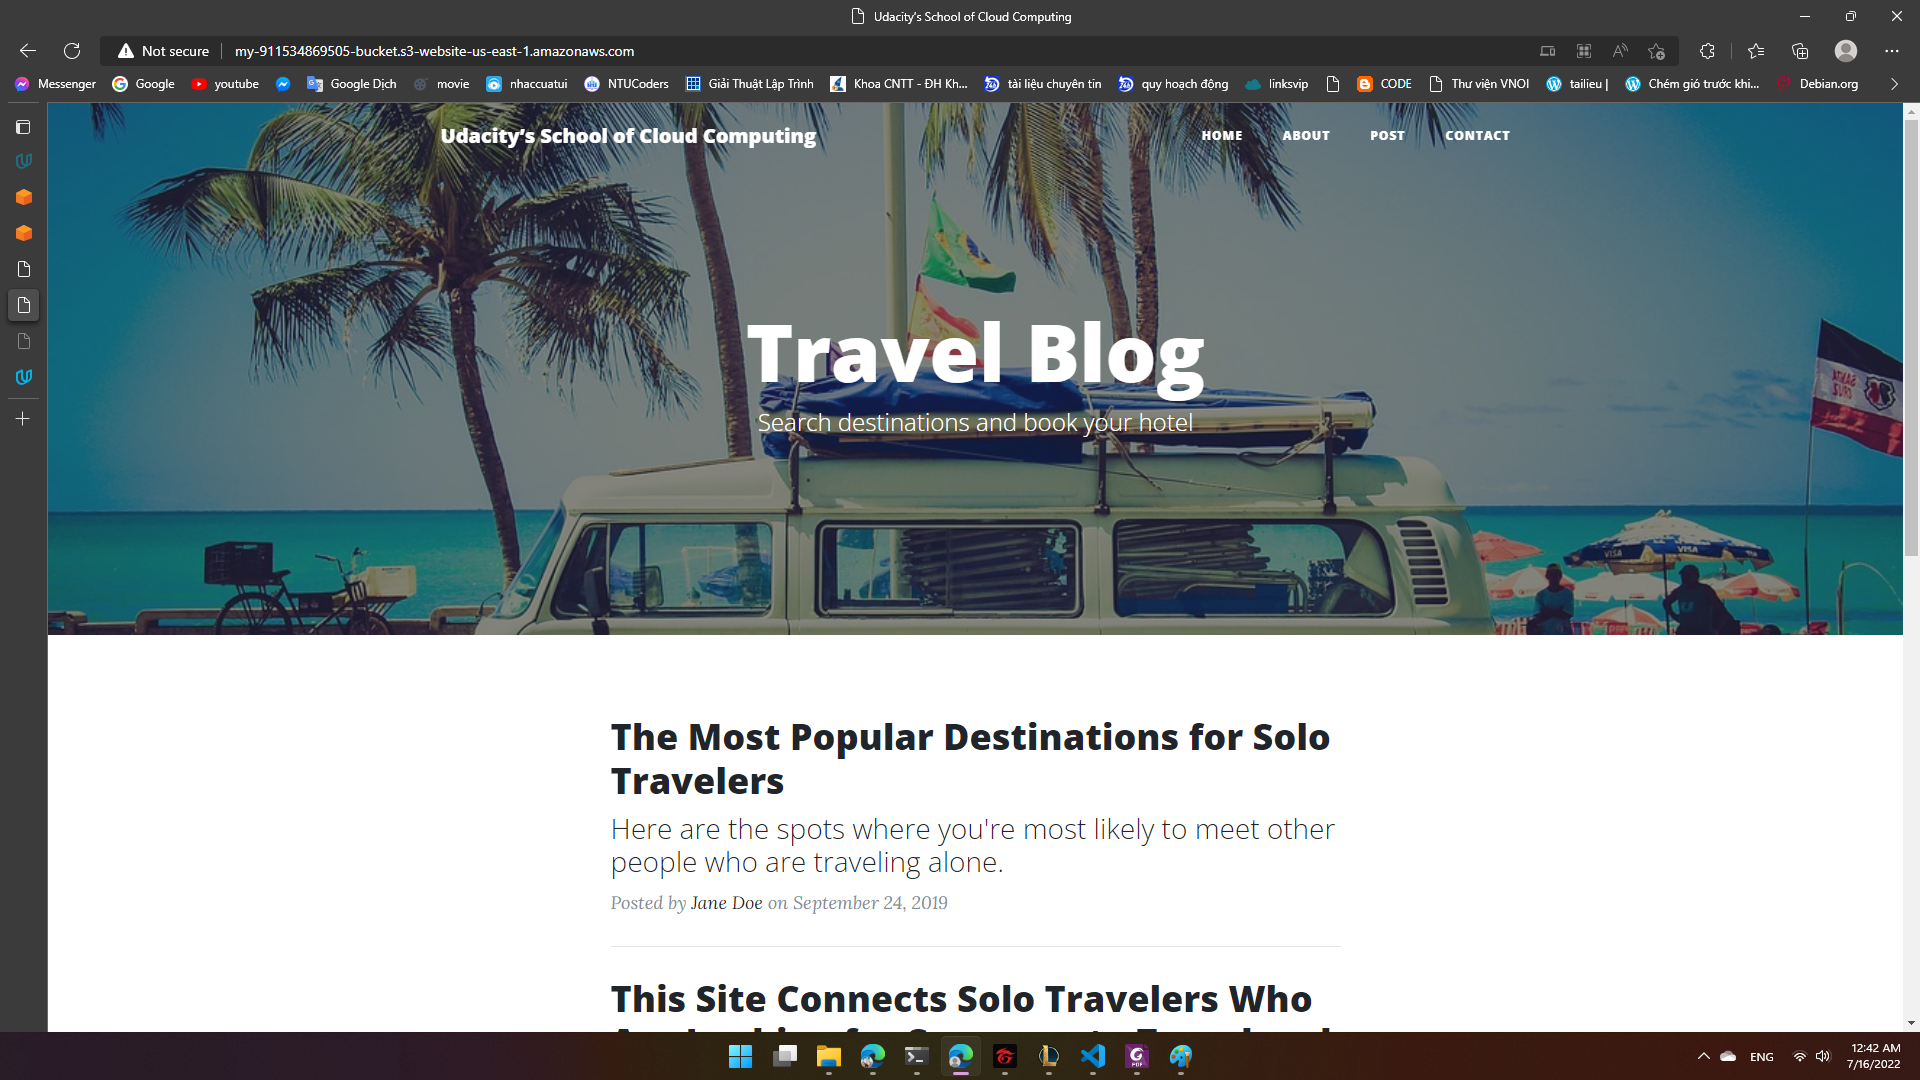 Udacity's School of Cloud Computing
Not secure
my-911534869505-bucket.s3-website-us-east-1.amazonaws.com
Messenger
Google
youtube
Google Dịch
movie
nhaccuatui
NTUCoders
Giải Thuật Lập Trình
Khoa CNTT - ĐH Kh...
tài liệu chuyên tin
quy hoạch động
linksvip
CODE
Thư viện VNOI
tailieu |
Chém gió trước khi...
Debian.org
Udacity's School of Cloud Computing
HOME
ABOUT
POST
CONTACT
Travel Blog
Search destinations and book your hotel
VISA
VISA
The Most Popular Destinations for Solo
Travelers
Here are the spots where you're most likely to meet other
people who are traveling alone.
Posted by Jane Doe on September 24, 2019
This Site Connects Solo Travelers Who
ENG
12:42 AM
7/16/2022